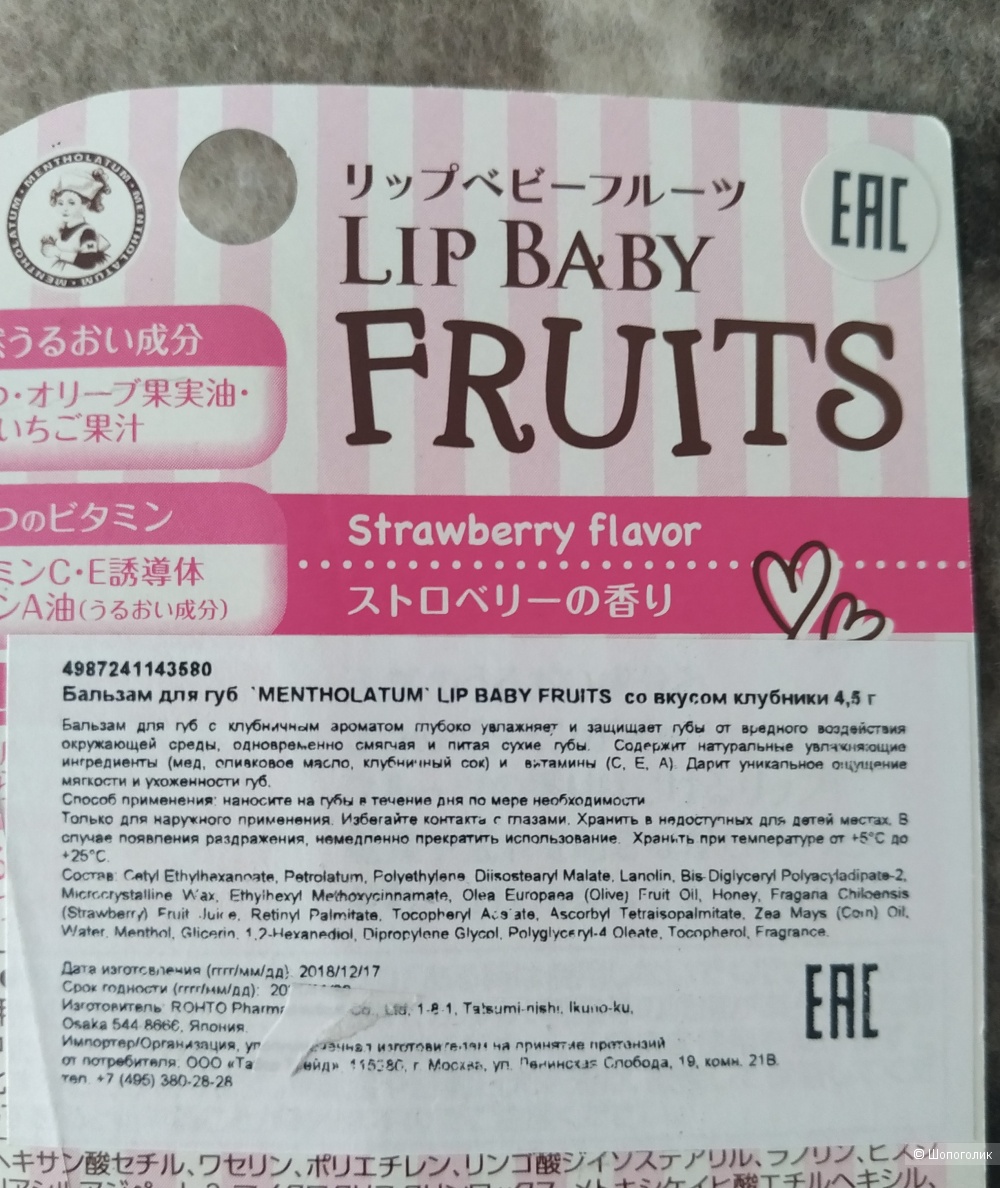 MENTHOLATUM · MENTHOLATUM · MENTHOLATUM
リップベビーフルーツ
LIP BABY
FRUITS
EAC
うるおい成分
・オリーブ果実油・
いちご果汁
つのビタミン
ミンC・E誘導体
ンA油(うるおい成分)
Strawberry flavor
ストロベリーの香り
4987241143580
Бальзам для губ `MENTHOLATUM` LIP BABY FRUITS со вкусом клубники 4,5 г
Бальзам для губ с клубничным ароматом глубоко увлажняет и защищает губы от вредного воздействия
окружающей среды, одновременно смягчая и питая сухие губы. Содержит натуральные увлажняющие
ингредиенты (мед, оливковое масло, клубничный сок) и витамины (С, Е, А). Дарит уникальное ощущение
мягкости и ухоженности губ.
Способ применения: наносите на губы в течение дня по мере необходимости
Только для наружного применения. Избегайте контакта с глазами. Хранить в недоступных для детей местах. В
случае появления раздражения, немедленно прекратить использование. Хранить при температуре от +5°С до
+25°С.
Состав: Cetyl Ethylhexanoate, Petrolatum, Polyethylene, Diisostearyl Malate, Lanolin, Bis-Diglyceryl Polyacyladipate-2,
Microcrystalline Wax, Ethylhexyl Methoxycinnamate, Olea Europaea (Olive) Fruit Oil, Honey, Fragana Chiloensis
(Strawberry) Fruit Juice, Retinyl Palmitate, Tocopheryl Acetate, Ascorbyl Tetraisopalmitate, Zea Mays (Corn) Oil,
Water, Menthol, Glicerin, 1,2-Hexanediol, Dipropylene Glycol, Polyglyceryl-4 Oleate, Tocopherol, Fragrance.
Дата изготовления (гггг/мм/дд): 2018/12/17
Срок годности (гггг/мм/дд): 20
Изготовитель: ROHTO Pharma Co., Ltd, 1-8-1, Tatsumi-nishi, Ikuno-ku,
Osaka 544-8666, Япония.
Импортер/Организация, уп изготовителем на принятие претензий
от потребителя: ООО «Та ейд» 115280, г. Москва, ул. Ленинская Слобода, 19, комн. 21В.
тел. +7 (495) 380-28-28
EAC
ヘキサン酸セチル、ワセリン、ポリエチレン、リンゴ酸ジイソステアリル、ラノリン、ビス
© Шопоголик